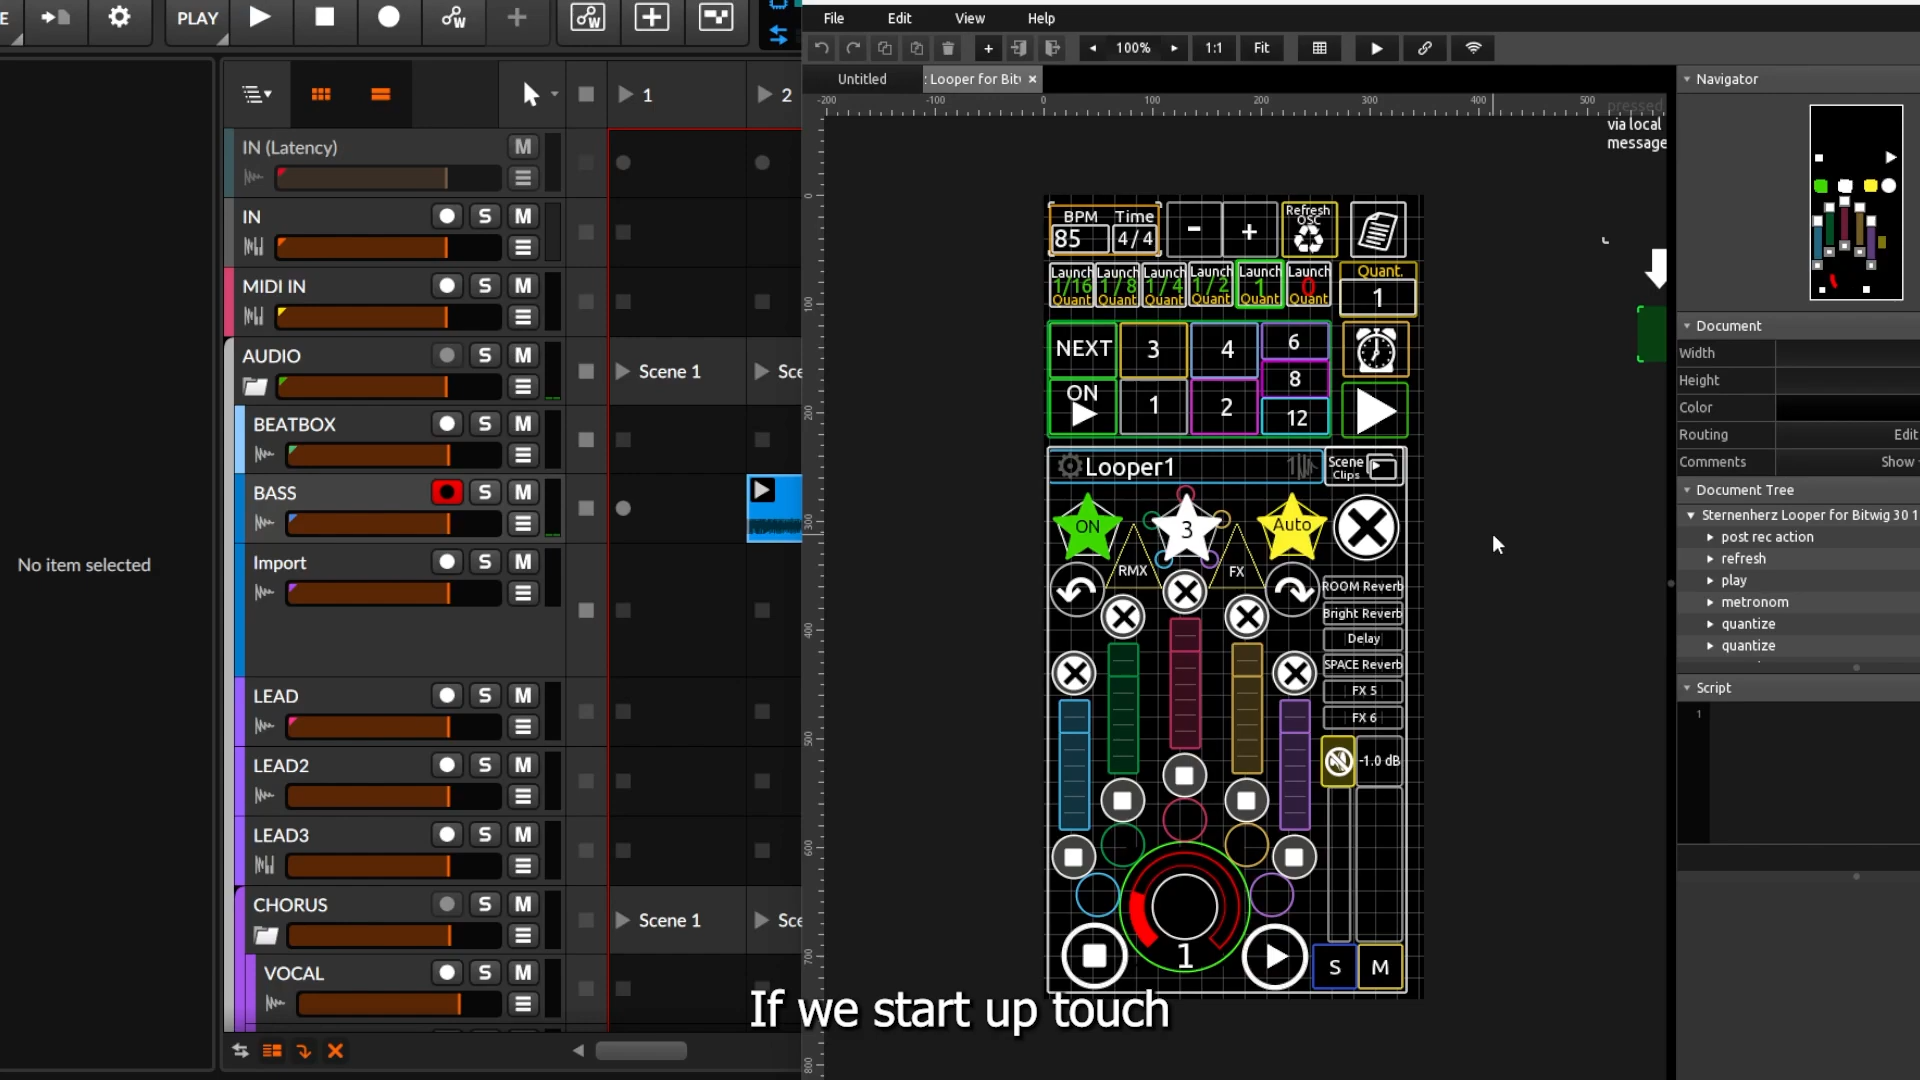 E
PLAY
1
2
IN (Latency)
M
IN
S
M
MIDI IN
S
M
AUDIO
S
M
Scene 1
BEATBOX
S
M
BASS
S
M
Import
S
M
LEAD
S
M
LEAD2
S
M
LEAD3
S
M
CHORUS
S
M
Scene 1
VOCAL
S
M
No item selected
File
Edit
View
Help
100%
1:1
Fit
Untitled
Looper for Bit
-200
-100
0
100
200
300
400
500
pressed
via local
message
BPM
Time
85
4/4
-
+
Refresh
OSC
Launch
1/16
Quant
Launch
1/8
Quant
Launch
1/4
Quant
Launch
1/2
Quant
Launch
1
Quant
Launch
0
Quant
Quant.
1
NEXT
3
4
6
8
ON
1
2
12
Looper1
Scene
Clips
ON
3
Auto
RMX
FX
ROOM Reverb
Bright Reverb
Delay
SPACE Reverb
FX 5
FX 6
-1.0 dB
1
S
M
If we start up touch
Navigator
Document
Width
Height
Color
Routing
Edit
Comments
Show
Document Tree
Sternenherz Looper for Bitwig 30 1
post rec action
refresh
play
metronom
quantize
quantize
Script
1